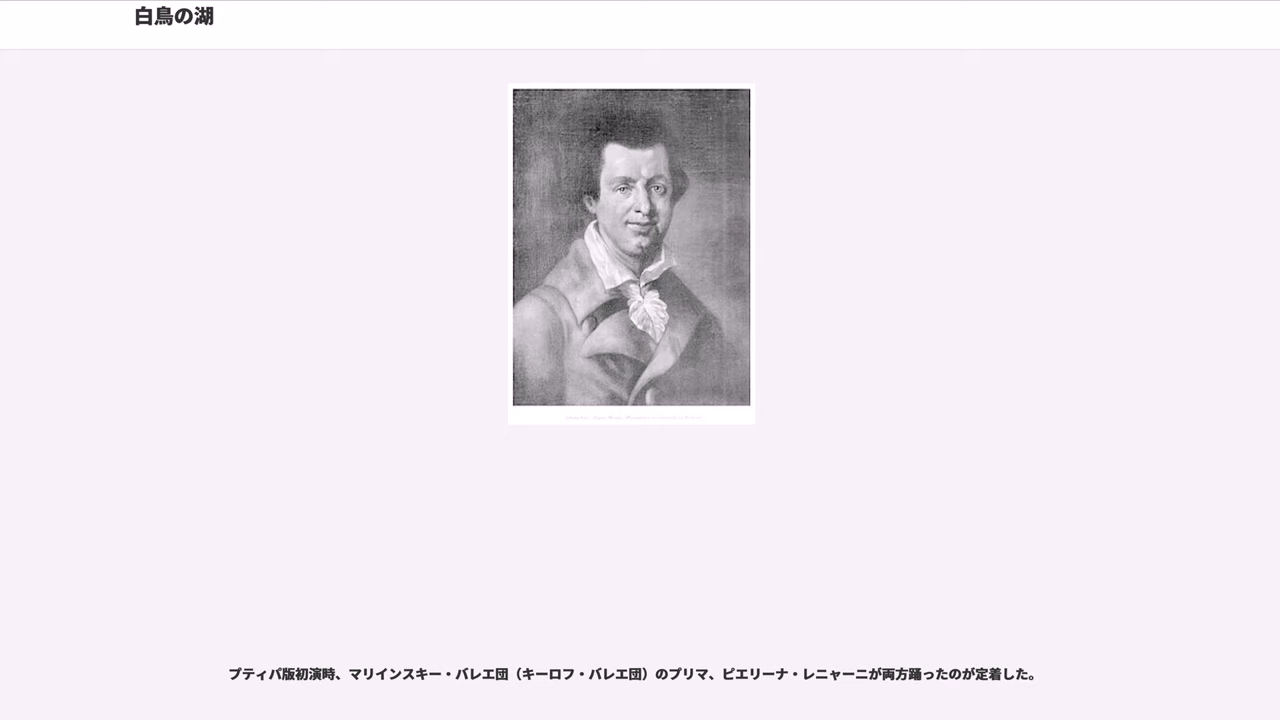 白鳥の湖
プティパ版初演時、マリインスキー・バレエ団（キーロフ・バレエ団）のプリマ、ピエリーナ・レニャーニが両方踊ったのが定着した。